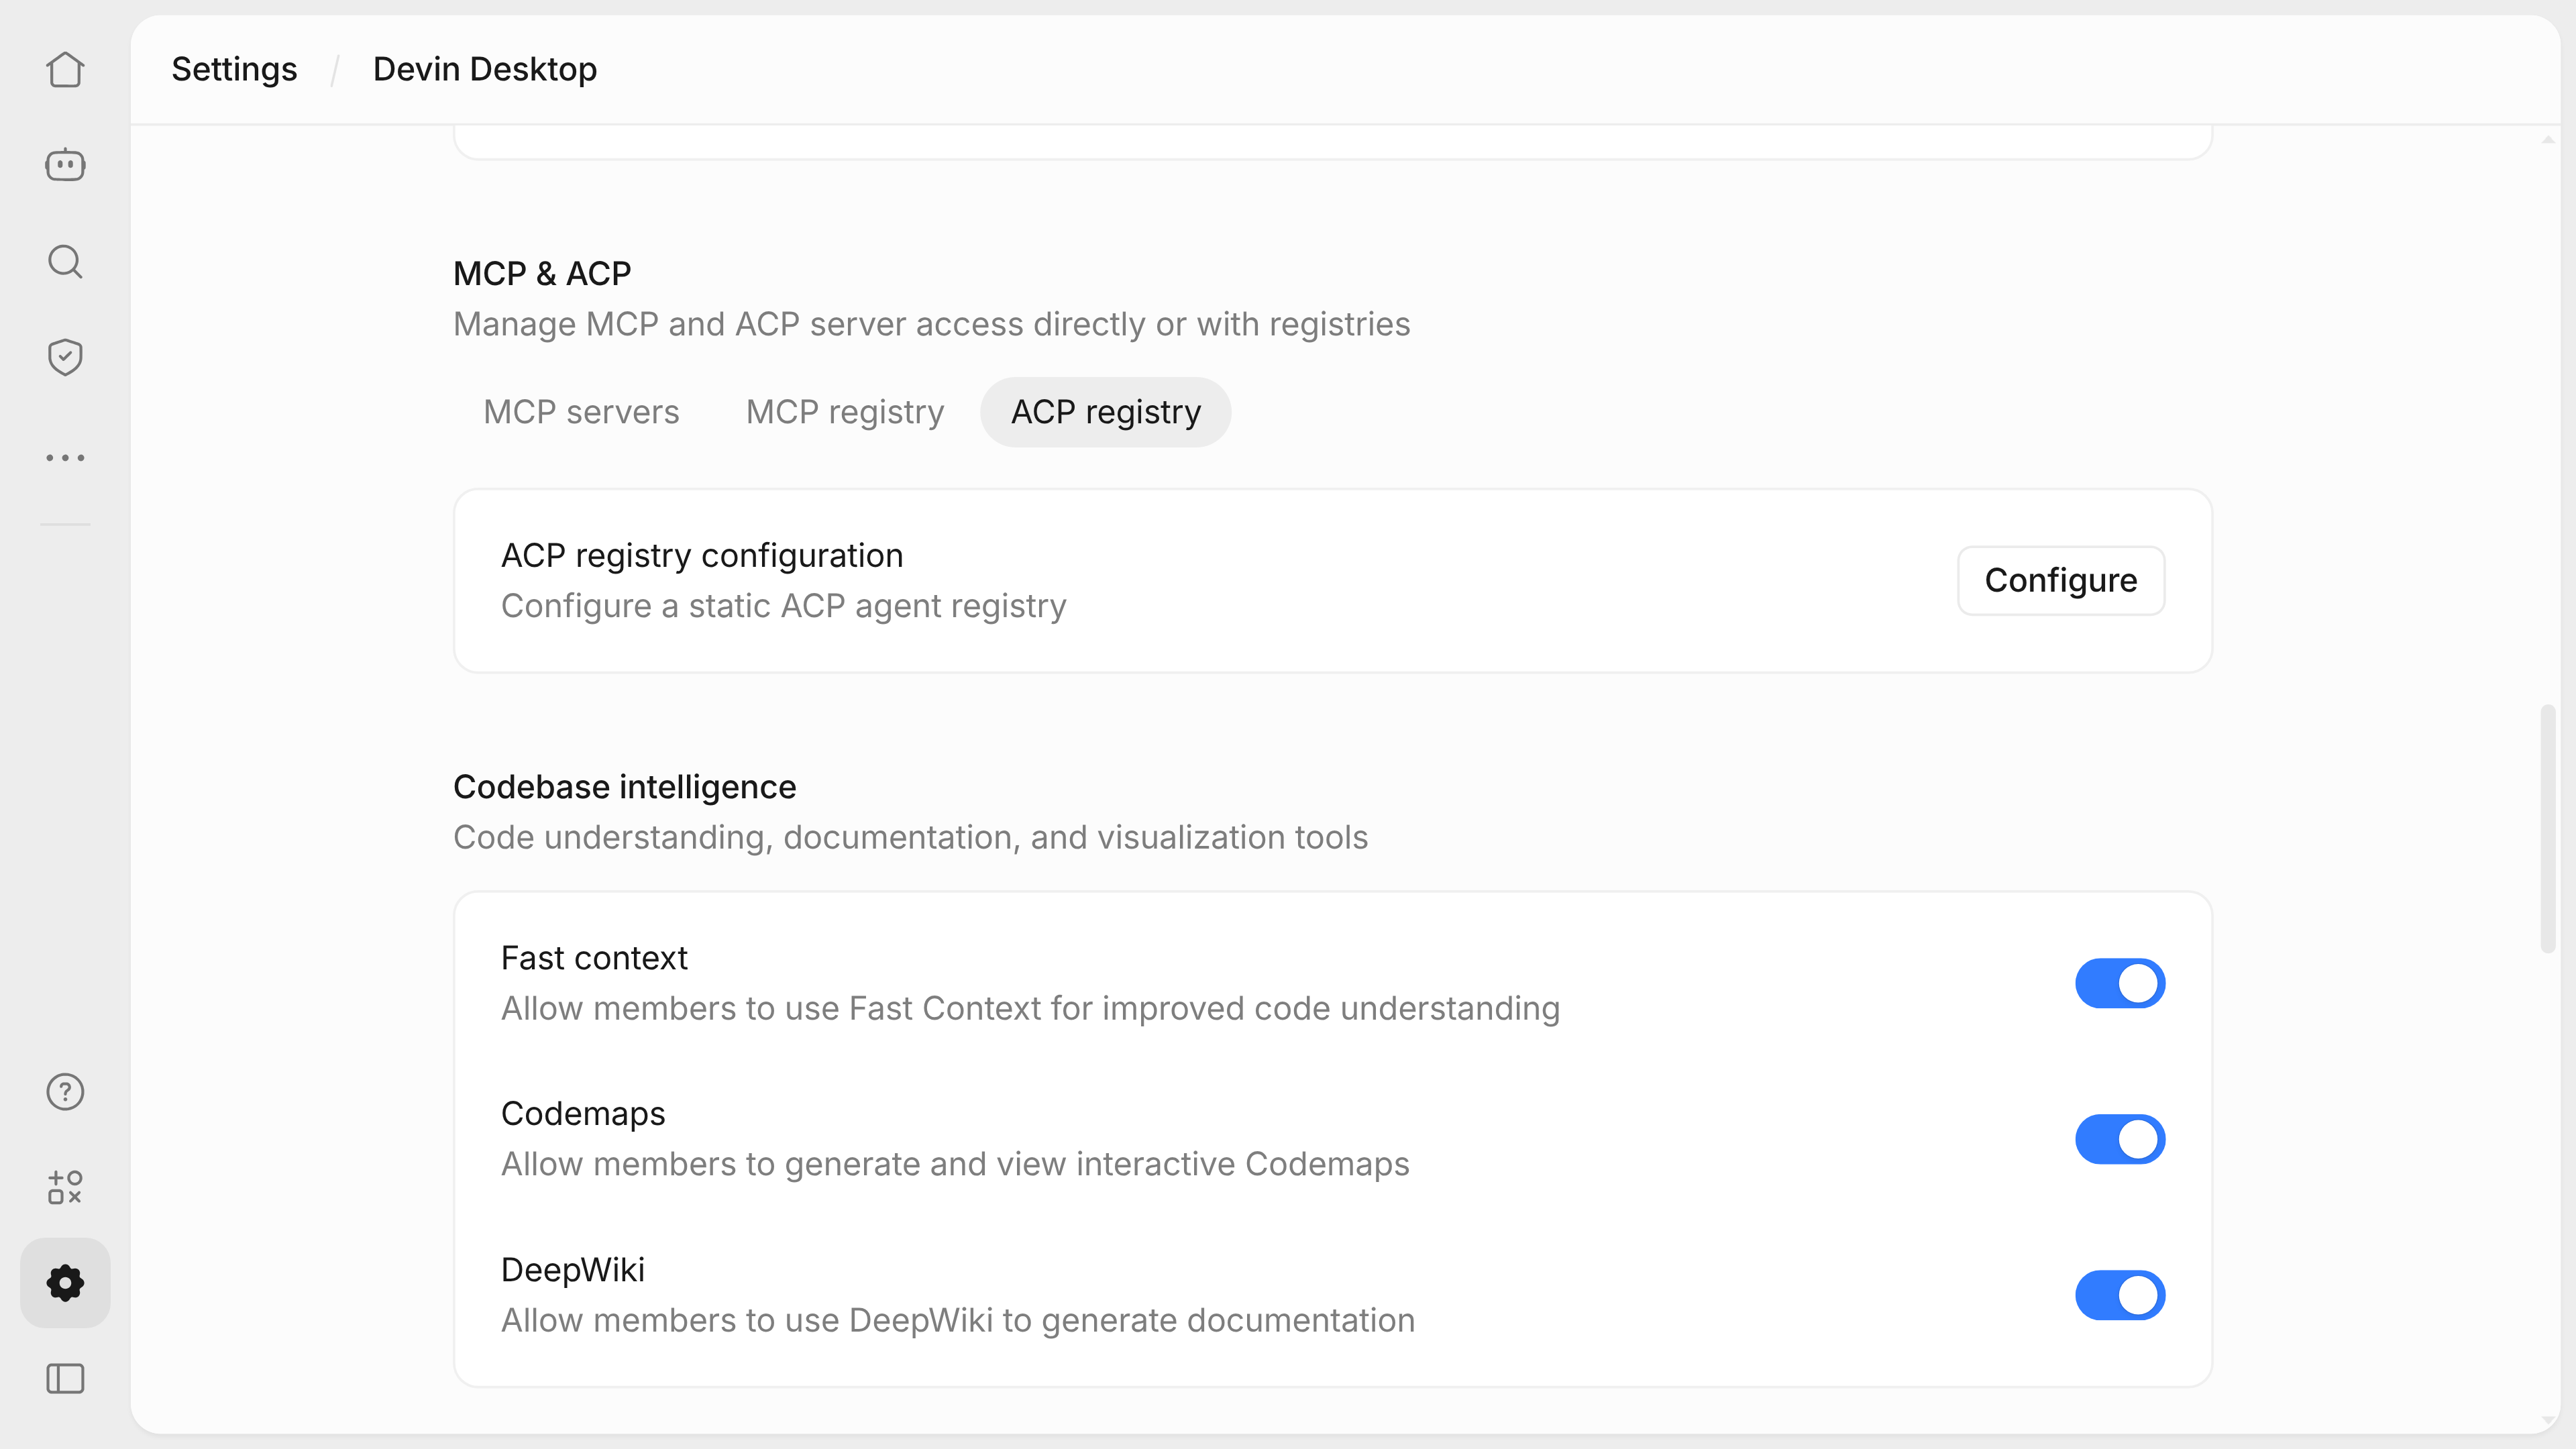 Settings / Devin Desktop
MCP & ACP
Manage MCP and ACP server access directly or with registries
MCP servers
MCP registry
ACP registry
ACP registry configuration
Configure a static ACP agent registry
Configure
Codebase intelligence
Code understanding, documentation, and visualization tools
Fast context
Allow members to use Fast Context for improved code understanding
Codemaps
Allow members to generate and view interactive Codemaps
DeepWiki
Allow members to use DeepWiki to generate documentation